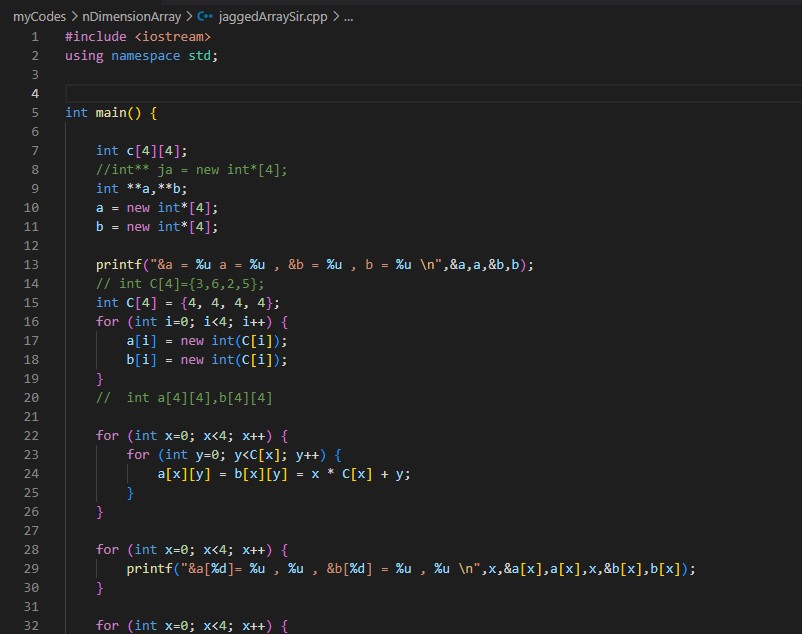 myCodes > nDimensionArray > C++ jaggedArraySir.cpp > ...
1 #include <iostream>
2 using namespace std;
3
4
5 int main() {
6
7 int c[4][4];
8 //int** ja = new int*[4];
9 int **a,**b;
10 a = new int*[4];
11 b = new int*[4];
12
13 printf("&a = %u a = %u , &b = %u , b = %u \n",&a,a,&b,b);
14 // int C[4]={3,6,2,5};
15 int C[4] = {4, 4, 4, 4};
16 for (int i=0; i<4; i++) {
17 a[i] = new int(C[i]);
18 b[i] = new int(C[i]);
19 }
20 //  int a[4][4],b[4][4]
21
22 for (int x=0; x<4; x++) {
23 for (int y=0; y<C[x]; y++) {
24 a[x][y] = b[x][y] = x * C[x] + y;
25 }
26 }
27
28 for (int x=0; x<4; x++) {
29 printf("&a[%d]= %u , %u , &b[%d] = %u , %u \n",x,&a[x],a[x],x,&b[x],b[x]);
30 }
31
32 for (int x=0; x<4; x++) {